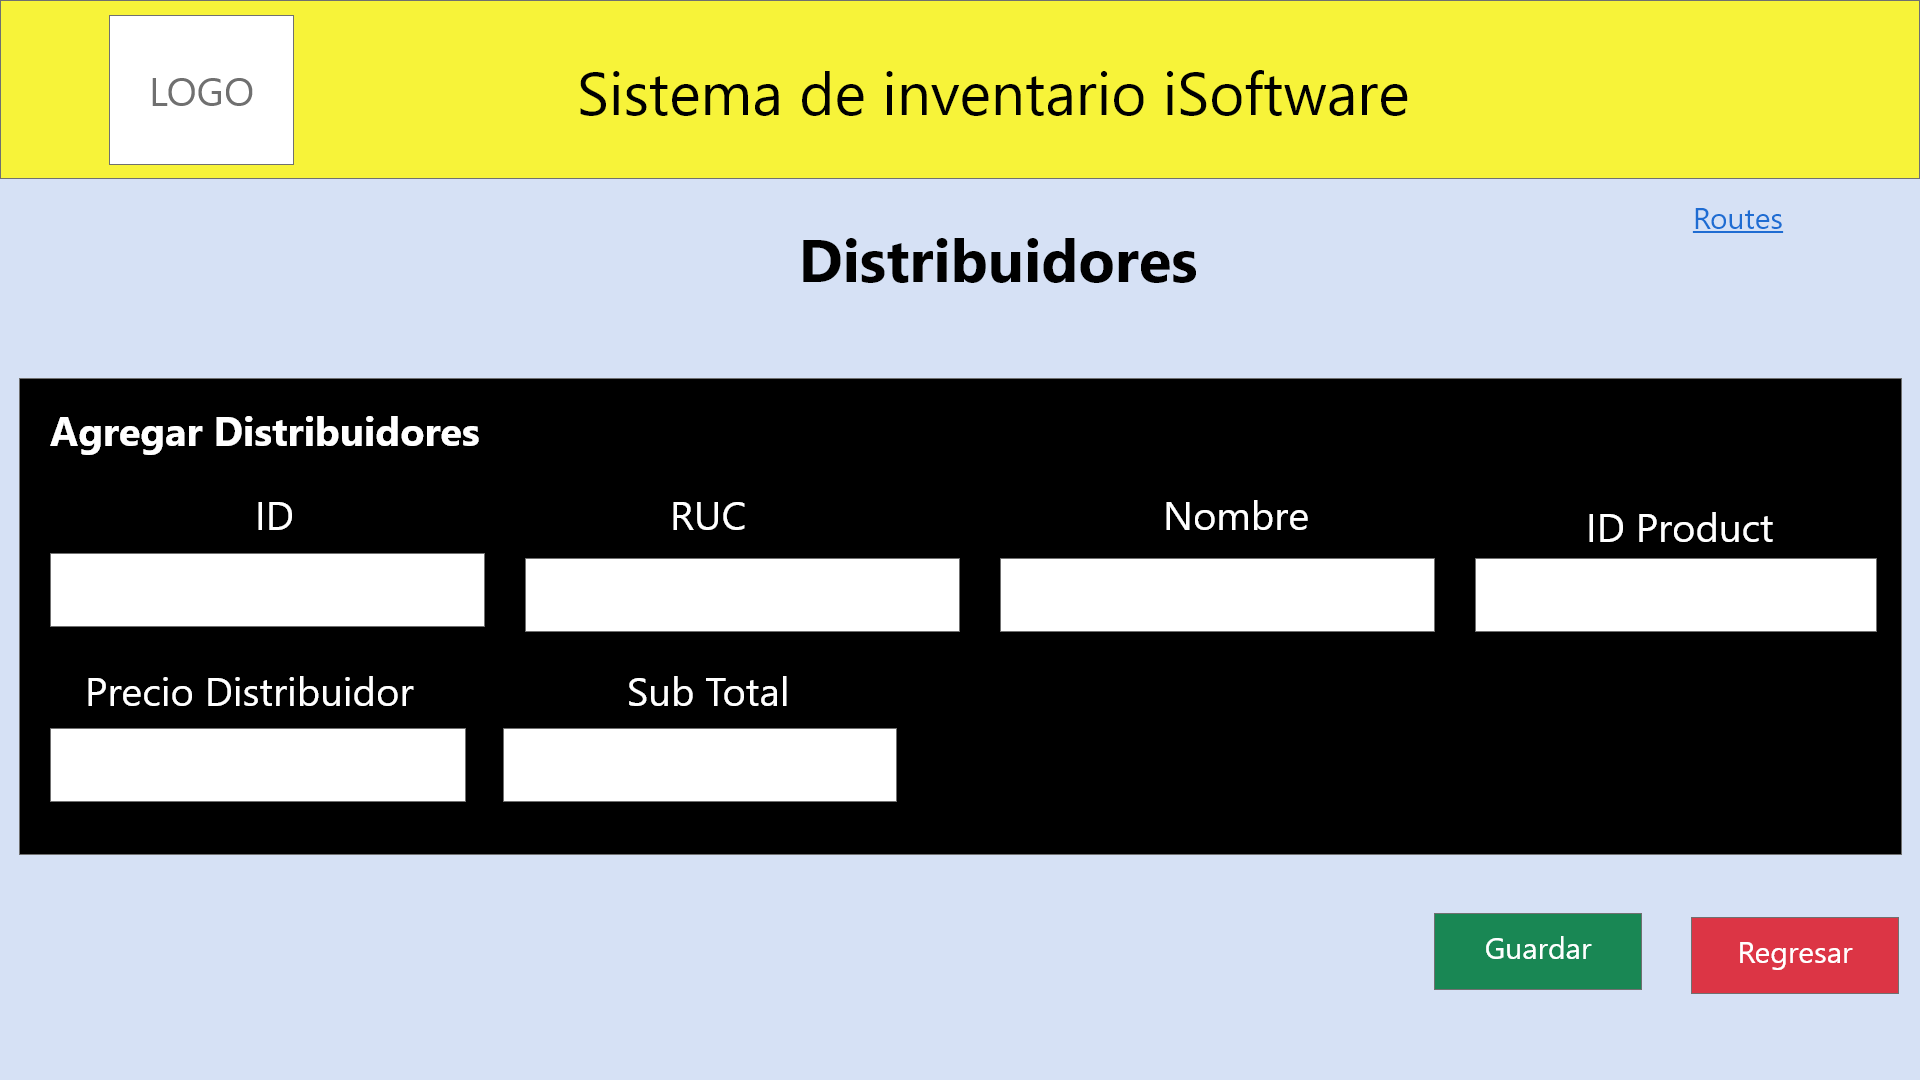 LOGO
Sistema de inventario iSoftware
Routes
Distribuidores
Agregar Distribuidores
ID
RUC
Nombre
ID Product
Precio Distribuidor
Sub Total
Guardar
Regresar